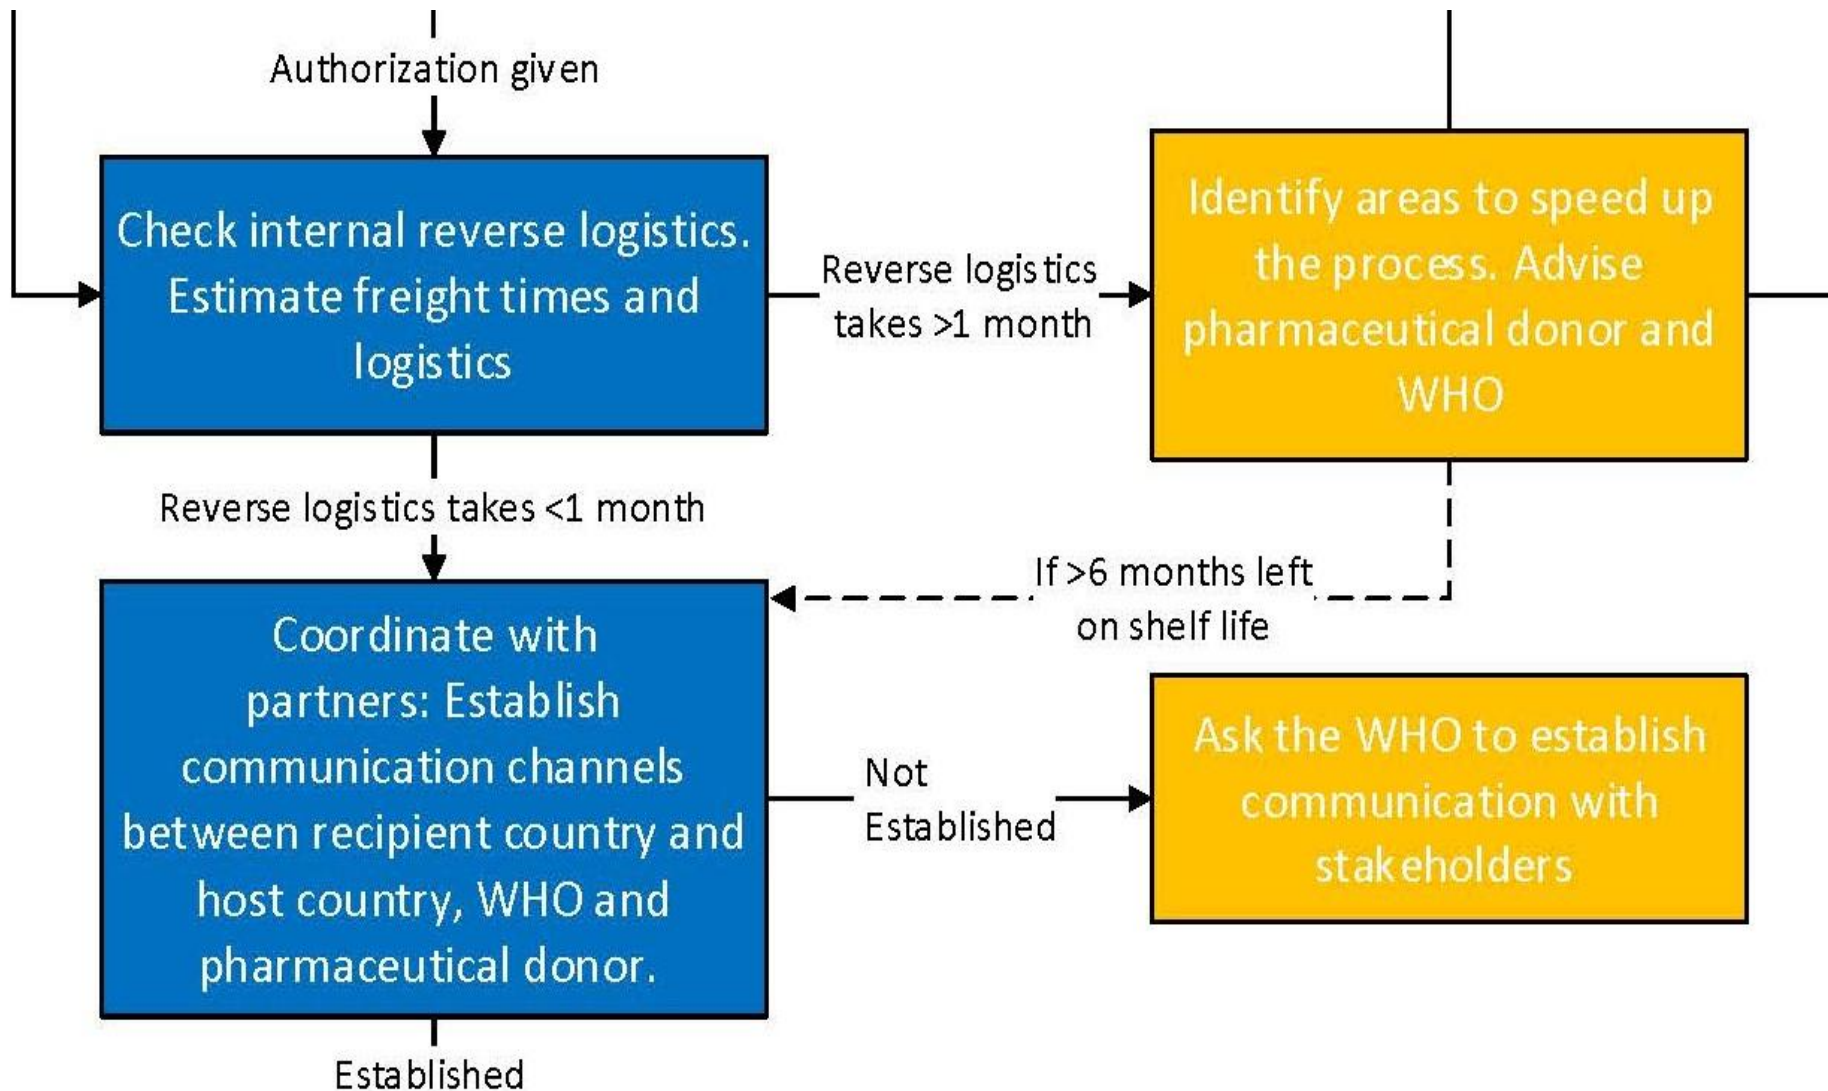 Authorization given
Check internal reverse logistics.
Estimate freight times and
logistics
Reverse logistics
takes >1 month
Identify areas to speed up
the process. Advise
pharmaceutical donor and
WHO
Reverse logistics takes <1 month
If >6 months left
on shelf life
Coordinate with
partners: Establish
communication channels
between recipient country and
host country, WHO and
pharmaceutical donor.
Not
Established
Ask the WHO to establish
communication with
stakeholders
Established